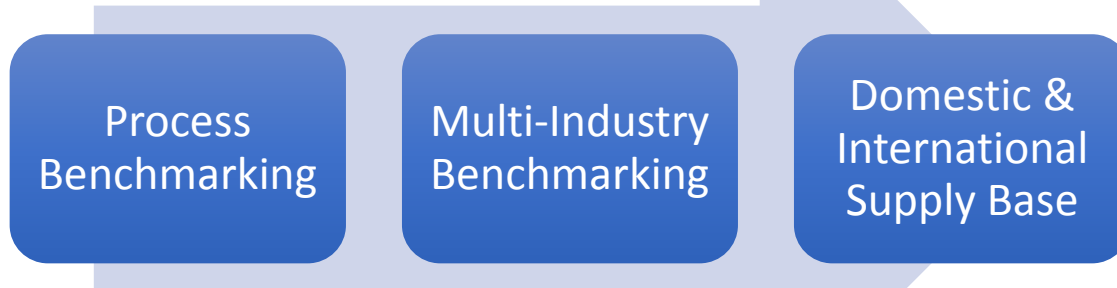 Process
Benchmarking
Multi-Industry
Benchmarking
Domestic &
International
Supply Base